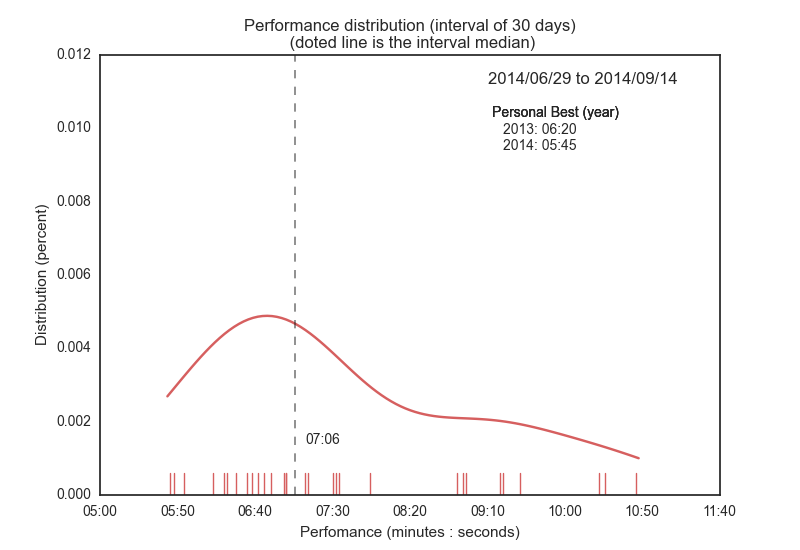 Performance distribution (interval of 30 days)
(doted line is the interval median)
2014/06/29 to 2014/09/14
Personal Best (year)
2013: 06:20
2014: 05:45
0.012
0.010
0.008
0.006
0.004
0.002
0.000
Distribution (percent)
07:06
05:00 05:50 06:40 07:30 08:20 09:10 10:00 10:50 11:40
Perfomance (minutes : seconds)